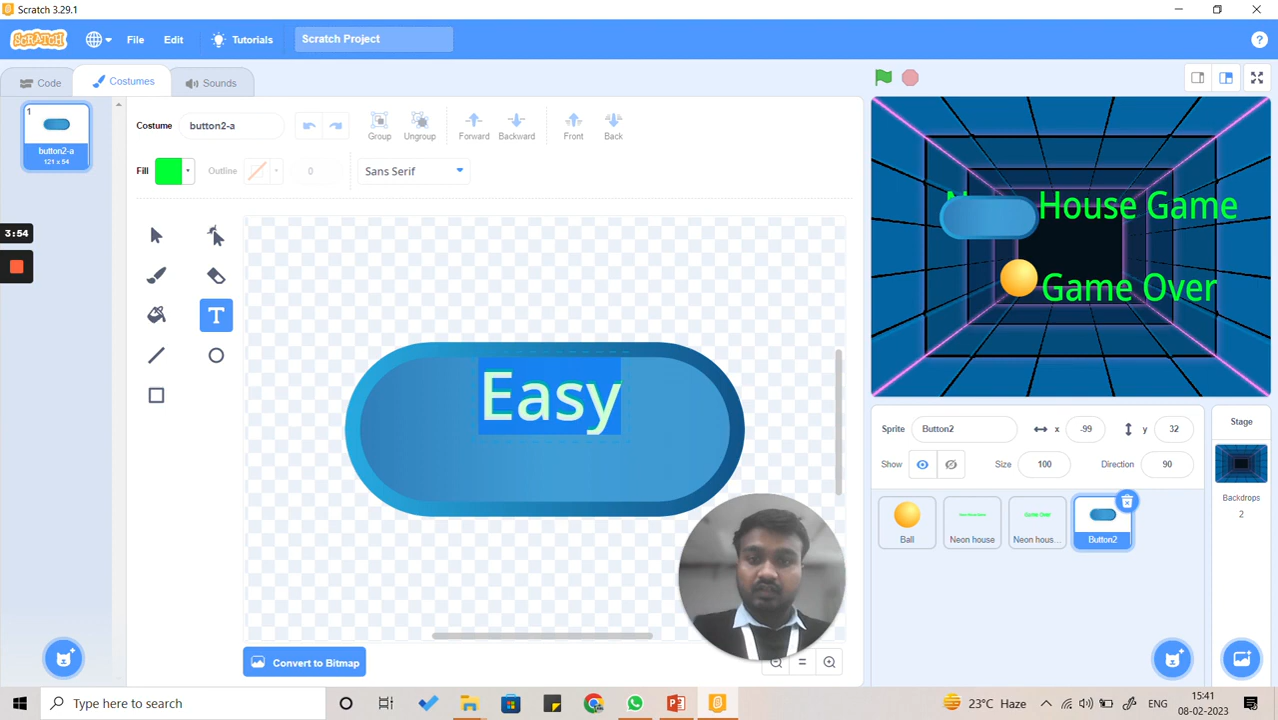 Scratch 3.29.1
SCRATCH
File
Edit
Tutorials
Scratch Project
?
Code
Costumes
Sounds
1
button2-a
121 x 54
Costume
button2-a
Group
Ungroup
Forward
Backward
Front
Back
Fill
Outline
0
Sans Serif
3:54
T
Easy
Convert to Bitmap
House Game
Game Over
Sprite
Button2
x
-99
y
32
Show
Size
100
Direction
90
Ball
Neon house
Neon hous...
Button2
Stage
Backdrops
2
Type here to search
23°C Haze
ENG
15:41
08-02-2023